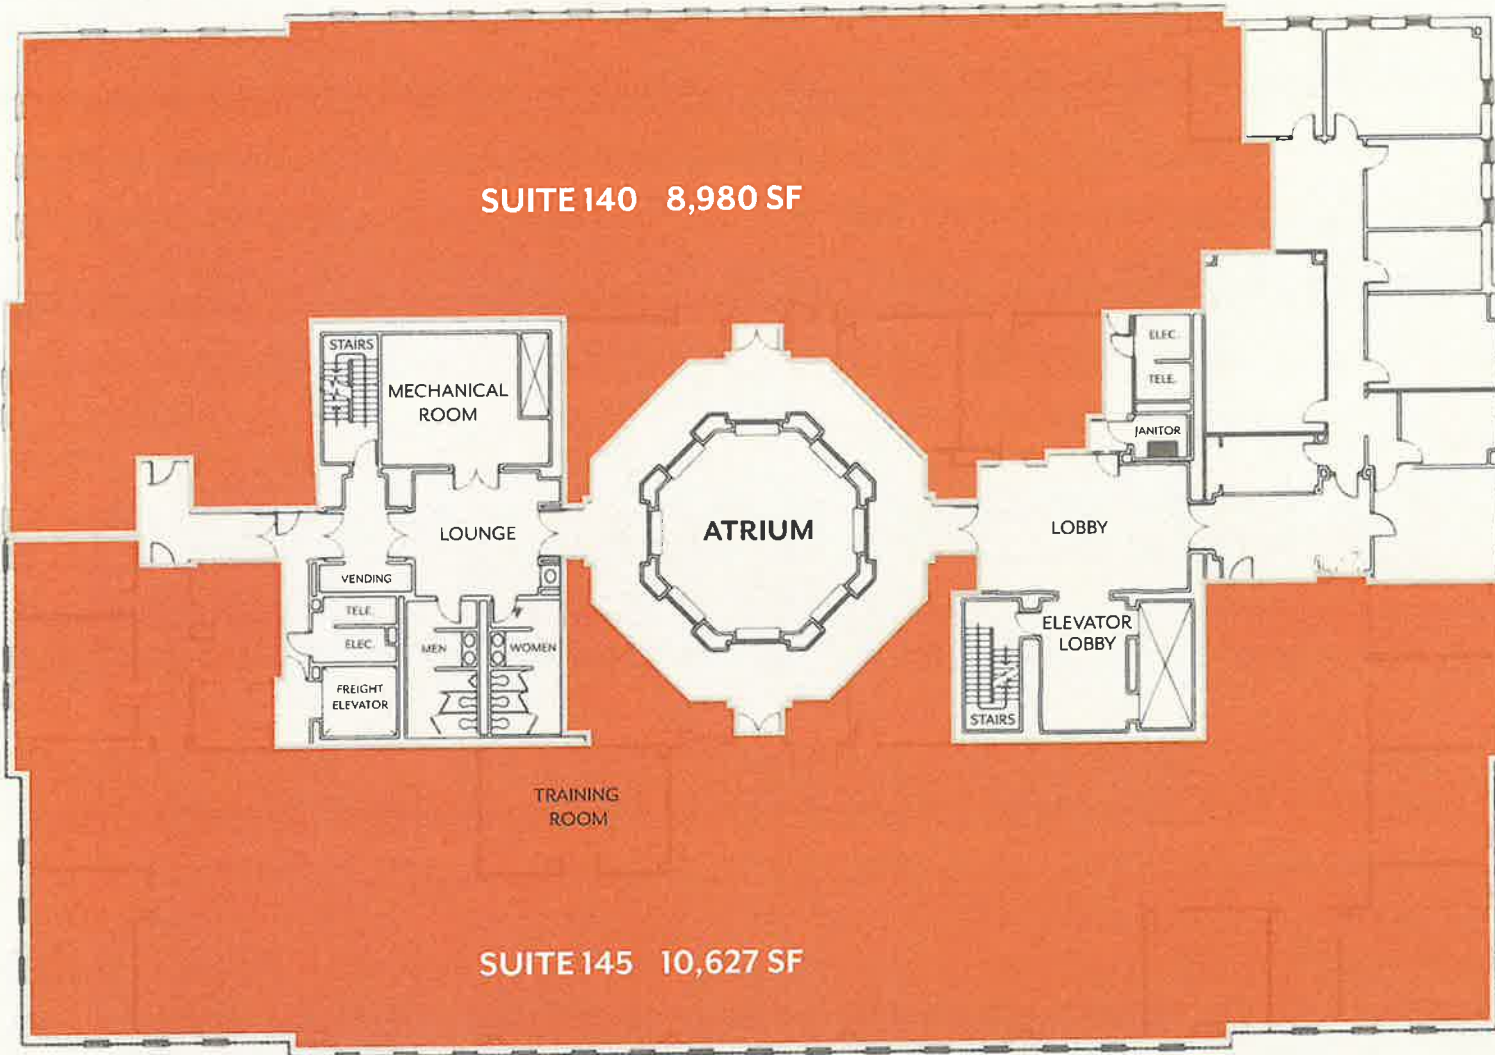 SUITE 140 8,980 SF
STAIRS
MECHANICAL
ROOM
ELEC.
TELE.
JANITOR
LOUNGE
ATRIUM
LOBBY
VENDING
TELE.
ELEC.
MEN
WOMEN
FREIGHT
ELEVATOR
ELEVATOR
LOBBY
STAIRS
TRAINING
ROOM
SUITE 145 10,627 SF